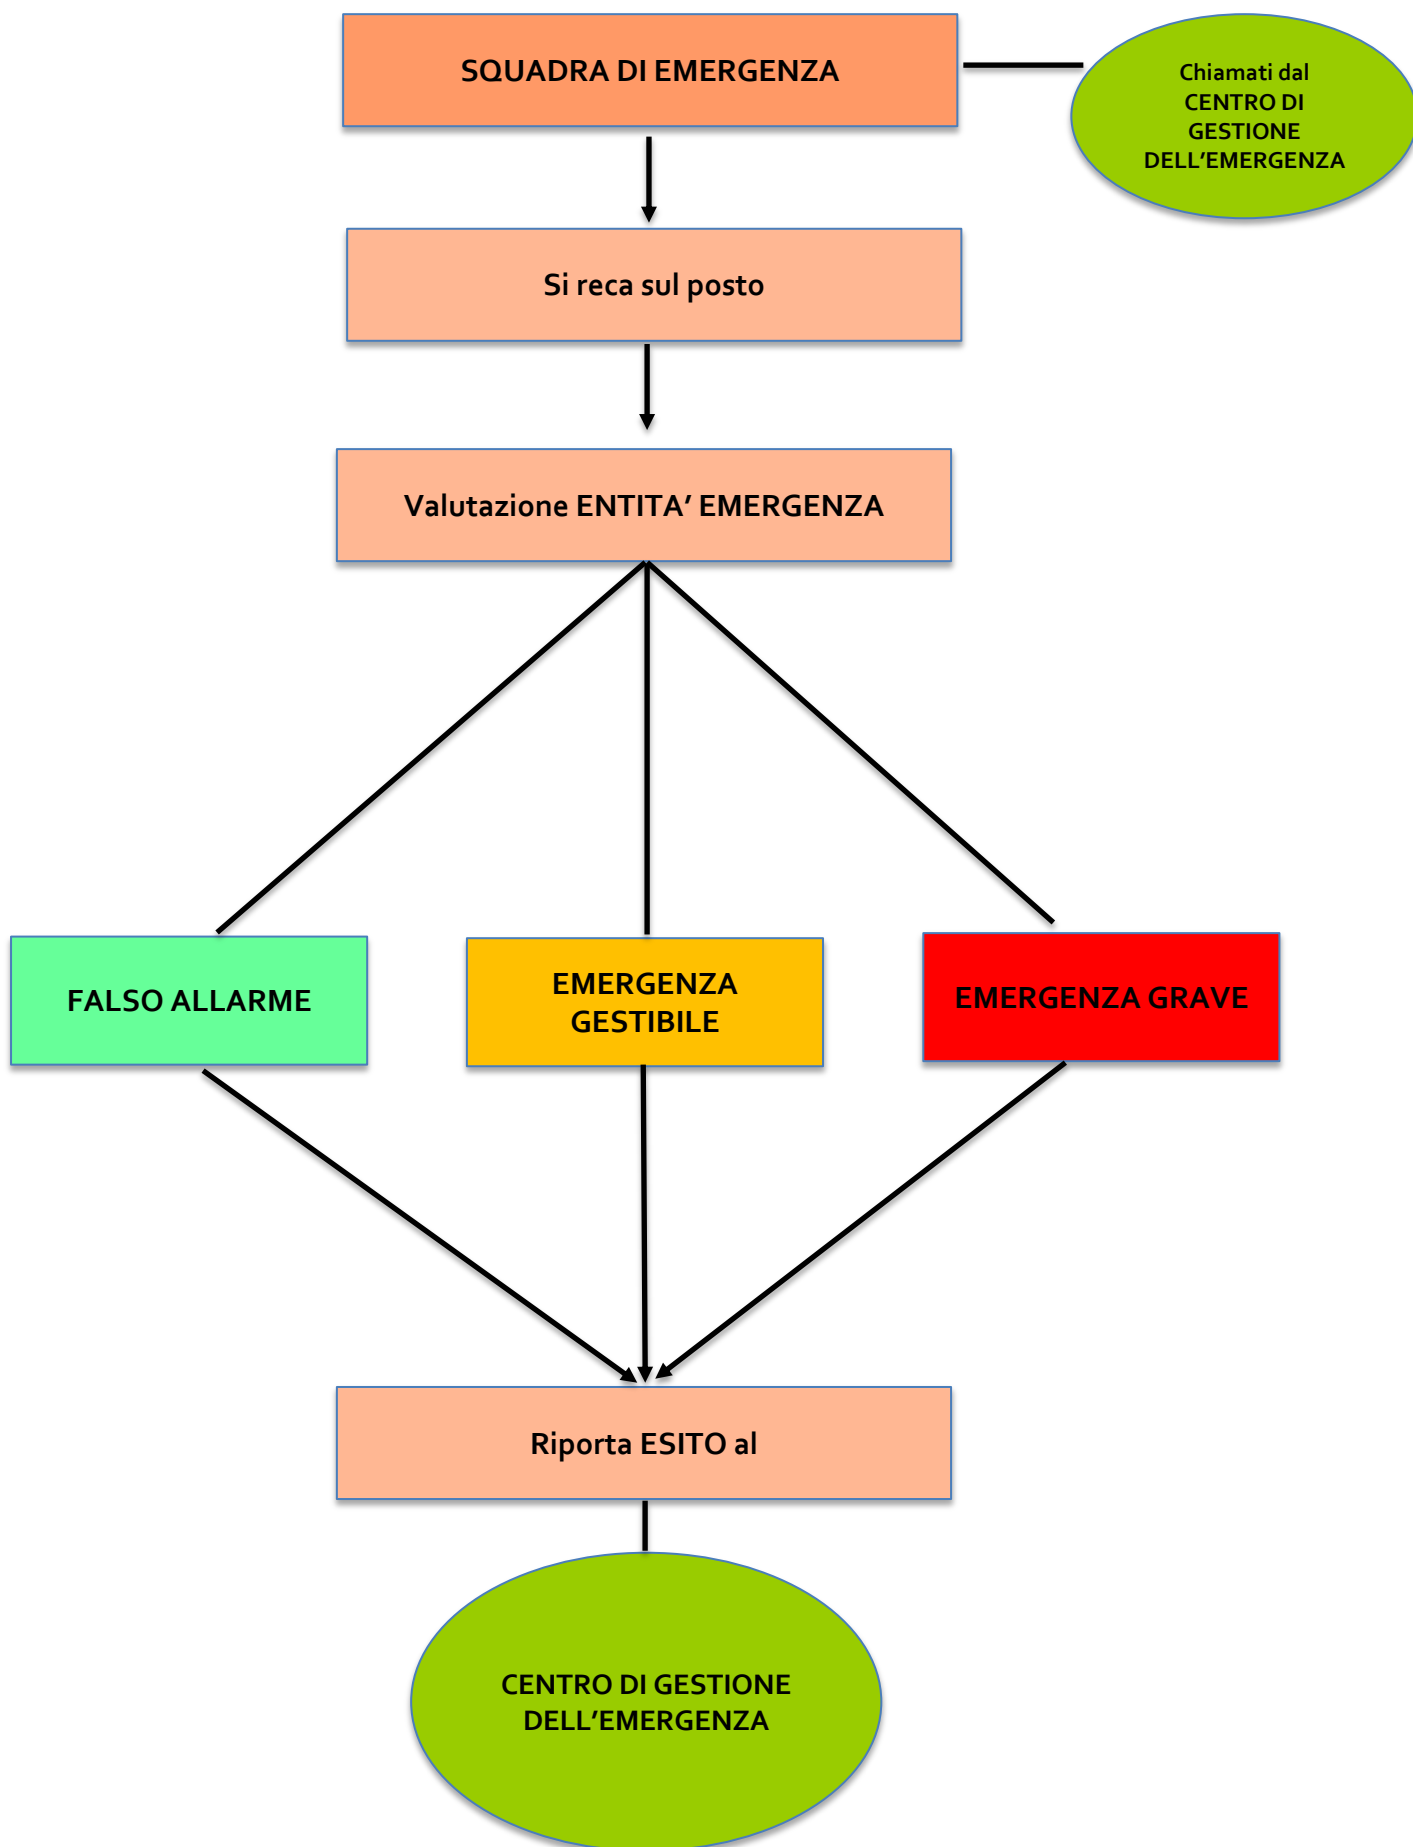 SQUADRA DI EMERGENZA
Chiamati dal
CENTRO DI
GESTIONE
DELL’EMERGENZA
Si reca sul posto
Valutazione ENTITA’ EMERGENZA
FALSO ALLARME
EMERGENZA
GESTIBILE
EMERGENZA GRAVE
Riporta ESITO al
CENTRO DI GESTIONE
DELL’EMERGENZA